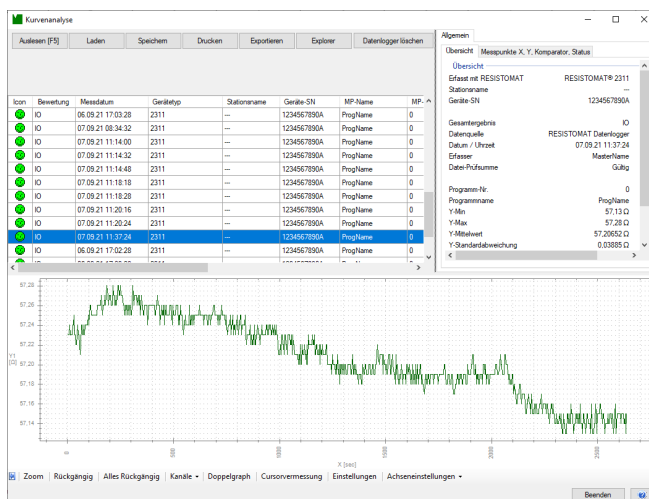 Kurvenanalyse
Auslesen [F5] Laden Speichern Drucken Exportieren Explorer Datenlogger löschen
Icon Bewertung Messdatum Gerätetyp Stationsname Geräte-SN MP-Name MP-
IO 06.09.21 17:03:28 2311 --- 1234567890A ProgName 0
IO 07.09.21 08:34:32 2311 --- 1234567890A ProgName 0
IO 07.09.21 11:14:00 2311 --- 1234567890A ProgName 0
IO 07.09.21 11:14:32 2311 --- 1234567890A ProgName 0
IO 07.09.21 11:14:48 2311 --- 1234567890A ProgName 0
IO 07.09.21 11:18:18 2311 --- 1234567890A ProgName 0
IO 07.09.21 11:18:28 2311 --- 1234567890A ProgName 0
IO 07.09.21 11:20:16 2311 --- 1234567890A ProgName 0
IO 07.09.21 11:20:24 2311 --- 1234567890A ProgName 0
IO 07.09.21 11:37:24 2311 --- 1234567890A ProgName 0
IO 06.09.21 17:02:28 2311 --- 1234567890A ProgName 0
Allgemein
Übersicht Messpunkte X, Y, Komparator, Status
Übersicht
Erfasst mit RESISTOMAT RESISTOMAT® 2311
Stationsname ---
Geräte-SN 1234567890A
Gesamtergebnis IO
Datenquelle RESISTOMAT Datenlogger
Datum / Uhrzeit 07.09.21 11:37:24
Erfasser MasterName
Datei-Prüfsumme Gültig
Programm-Nr. 0
Programmname ProgName
Y-Min 57,13 Ω
Y-Max 57,28 Ω
Y-Mittelwert 57,20652 Ω
Y-Standardabweichung 0,03885 Ω
57,28
57,26
57,24
57,22
57,20
57,18
57,16
57,14
Y1
[Ω]
0 500 1000 1500 2000 2500
X [sec]
Zoom Rückgängig Alles Rückgängig Kanäle Doppelgraph Cursorvermessung Einstellungen Achseneinstellungen
Beenden